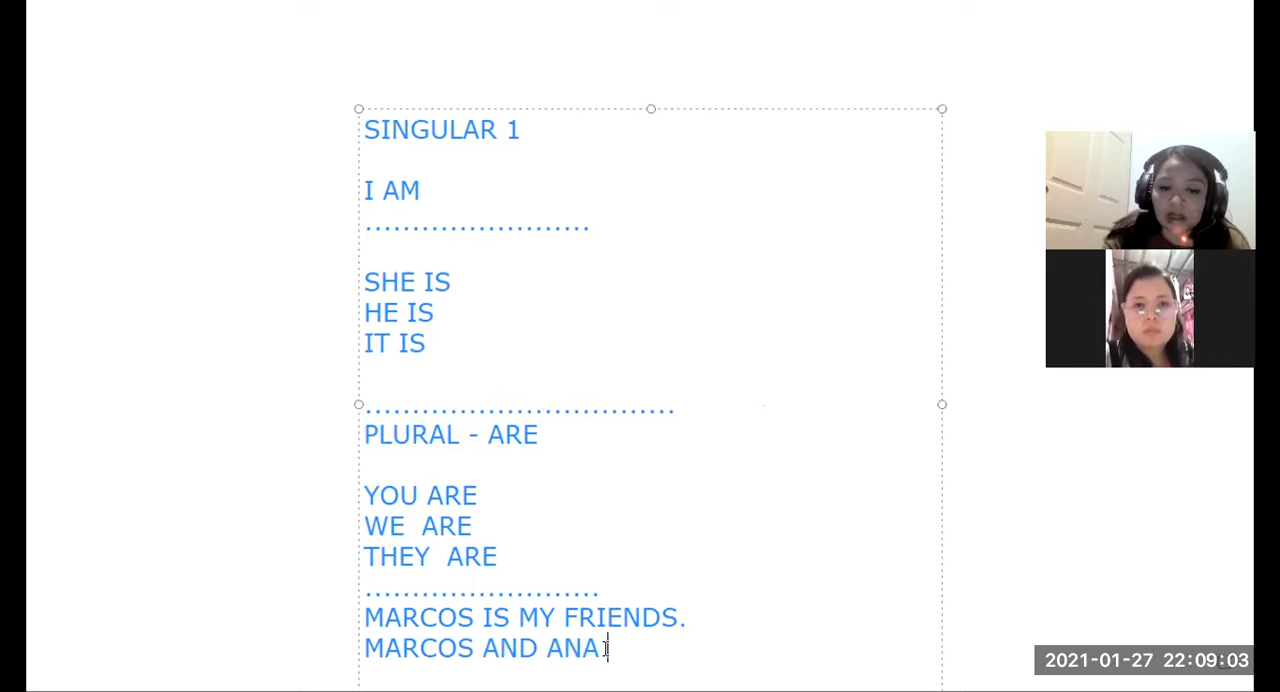 SINGULAR 1
I AM
........................
SHE IS
HE IS
IT IS
.................................
PLURAL - ARE
YOU ARE
WE  ARE
THEY  ARE
.........................
MARCOS IS MY FRIENDS.
MARCOS AND ANA
2021-01-27 22:09:03